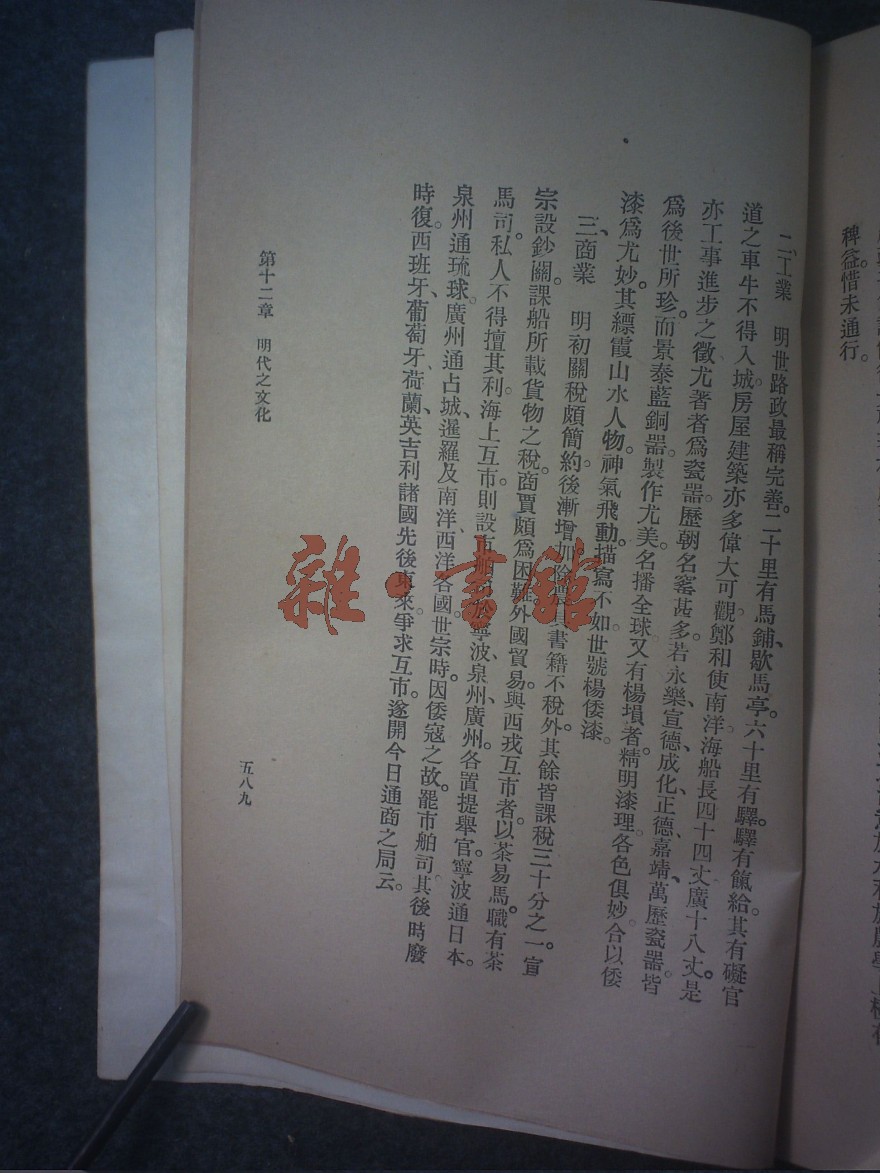 裨益。惜未通行。
二、工業　明世路政最稱完善。二十里有馬鋪、歇馬亭。六十里有驛。驛有餼給。其有礙官
道之車牛不得入城。房屋建築亦多偉大可觀。鄭和使南洋海船長四十四丈廣十八丈。是
亦工事進步之徵尤著者爲瓷器。歷朝名窰甚多若永樂、宣德、成化、正德、嘉靖、萬歷瓷器皆
爲後世所珍。而景泰藍銅器。製作尤美。名播全球又有楊塤者。精明漆理各色俱妙合以倭
漆爲尤妙。其縹霞山水人物。神氣飛動。描寫不如世號楊倭漆。
三、商業　明初關稅頗簡約。後漸增加。除農具書籍不稅外。其餘皆課稅三十分之一。宣
宗設鈔關。課船所載貨物之稅。商賈頗爲困難。外國貿易。與西戎互市者。以茶易馬。職有茶
馬司。私人不得擅其利。海上互市。則設市舶司於寧波、泉州、廣州。各置提舉官。寧波通日本。
泉州通琉球。廣州通占城、暹羅及南洋西洋各國。世宗時。因倭寇之故。罷市舶司。其後時廢
時復。西班牙、葡萄牙、荷蘭、英吉利諸國先後東來。爭求互市。遂開今日通商之局云。
第十二章　明代之文化
五八九
雜·書館